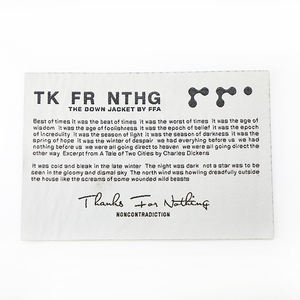 TK FR NTHG
THE DOWN JACKET BY FFA
Best of times it was the best of times it was the worst of times it was the age of
wisdom it was the age of foolishness it was the epoch of belief it was the epoch
of incredulity it was the season of light it was the season of darkness it was the
spring of hope it was the winter of despair we had everything before us we had
nothing before us we were all going direct to heaven we were all going direct the
other way. Excerpt from A Tale of Two Cities by Charles Dickens
It was cold and bleak in the late winter. The night was dark not a star was to be
seen in the gloomy and dismal sky The north wind was howling dreadfully outside
the house like the screams of some wounded wild beasts
Thanks For Nothing
NONCONTRADICTION